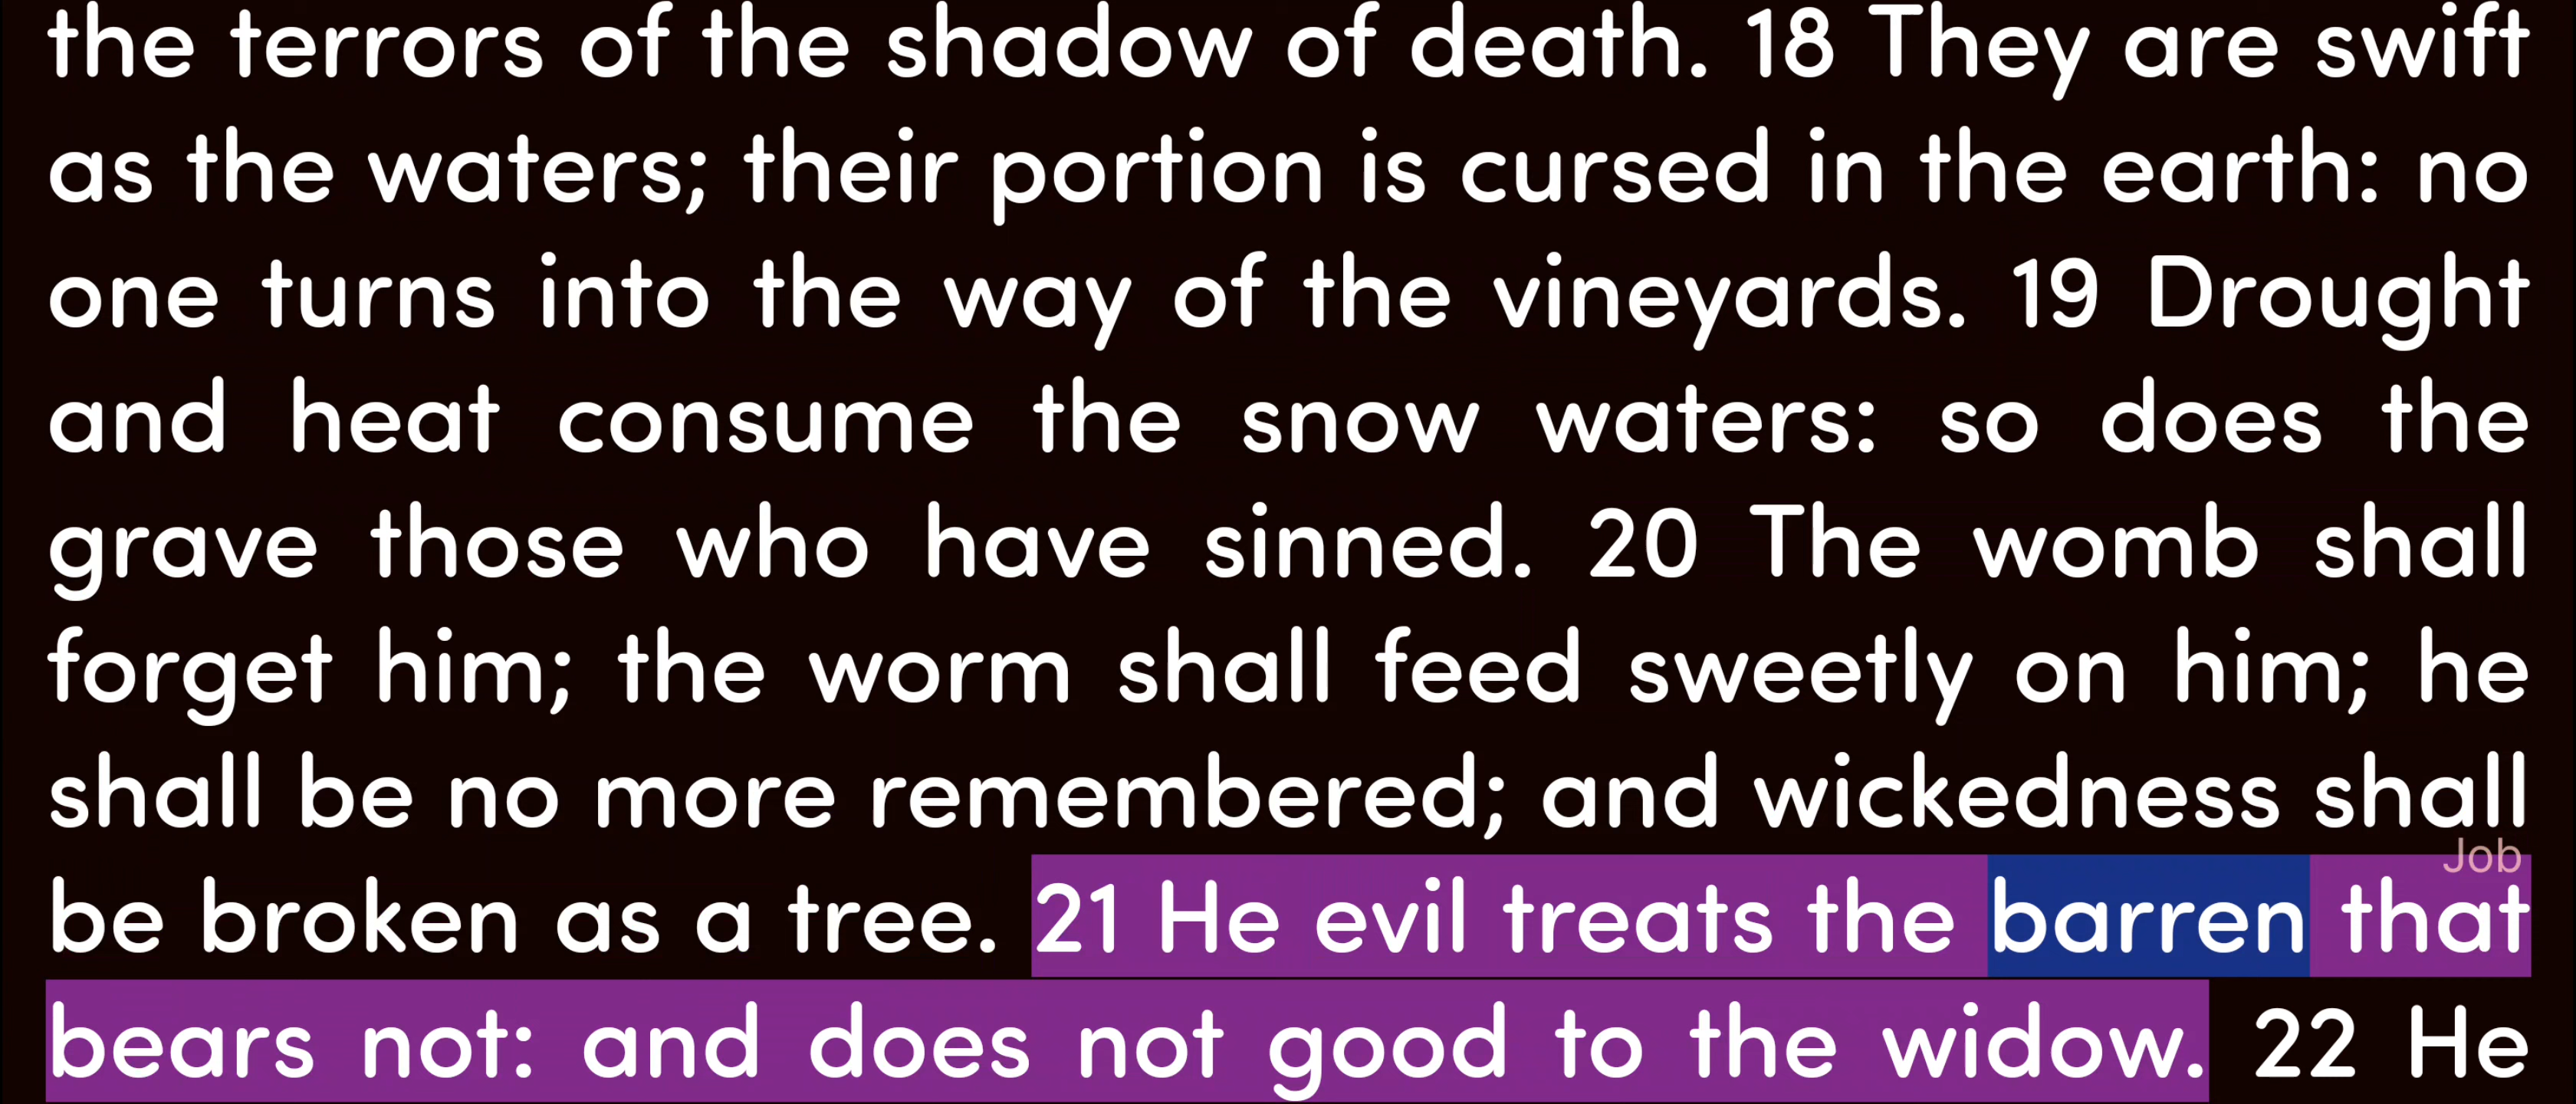 the terrors of the shadow of death. 18 They are swift
as the waters; their portion is cursed in the earth: no
one turns into the way of the vineyards. 19 Drought
and heat consume the snow waters: so does the
grave those who have sinned. 20 The womb shall
forget him; the worm shall feed sweetly on him; he
shall be no more remembered; and wickedness shall
Job
be broken as a tree. 21 He evil treats the barren that
bears not: and does not good to the widow. 22 He